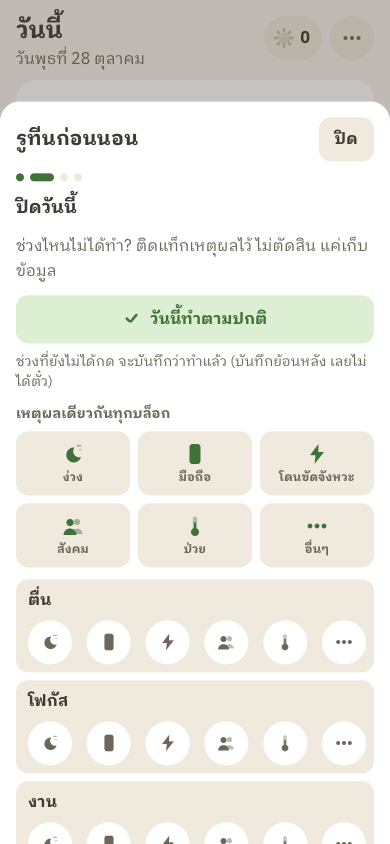 วันนี้
วันพุธที่ 28 ตุลาคม
0
รูทีนก่อนนอน
ปิด
ปิดวันนี้
ช่วงไหนไม่ได้ทำ? ติดแท็กเหตุผลไว้ ไม่ตัดสิน แค่เก็บ
ข้อมูล
วันนี้ทำตามปกติ
ช่วงที่ยังไม่ได้กด จะบันทึกว่าทำแล้ว (บันทึกย้อนหลัง เลยไม่
ได้ตั๋ว)
เหตุผลเดียวกันทุกบล็อก
ง่วง
มือถือ
โดนขัดจังหวะ
สังคม
ป่วย
อื่นๆ
ตื่น
โฟกัส
งาน